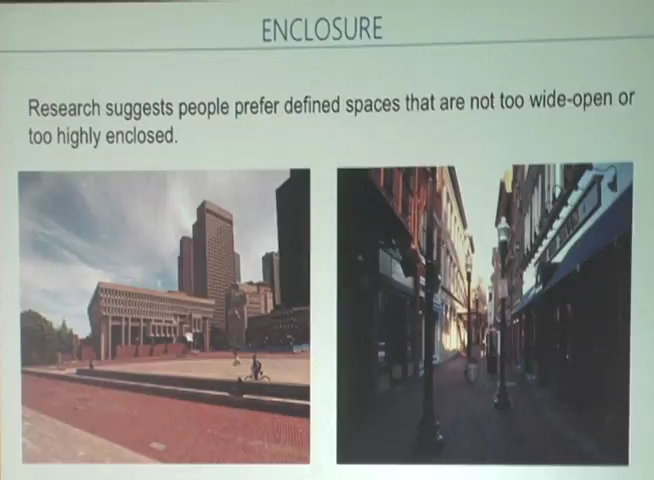 ENCLOSURE
Research suggests people prefer defined spaces that are not too wide-open or
too highly enclosed.